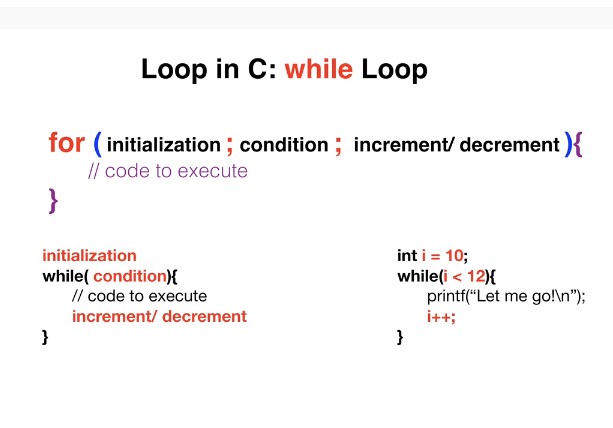 Loop in C: while Loop
for ( initialization ; condition ; increment/ decrement ){
// code to execute
}
initialization
while( condition){
// code to execute
increment/ decrement
}
int i = 10;
while(i < 12){
printf(“Let me go!\n”);
i++;
}